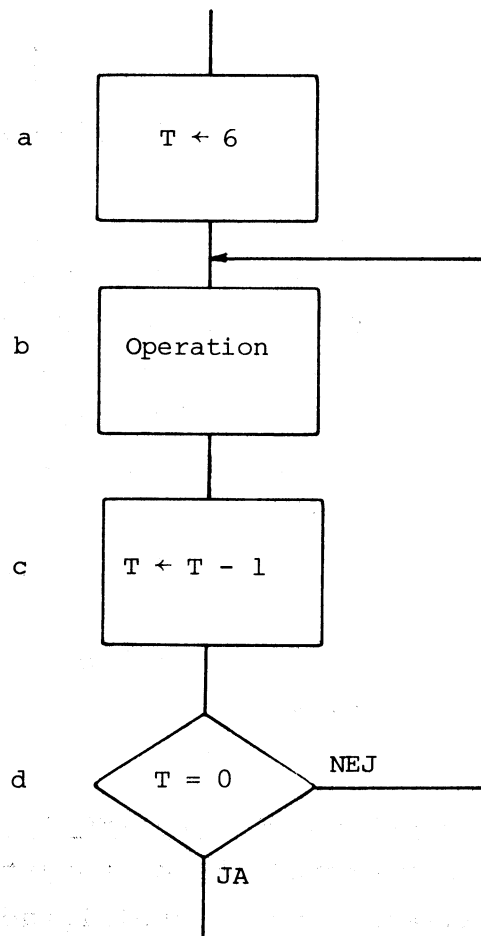 a
T ← 6
b
Operation
c
T ← T - 1
d
T = 0
NEJ
JA